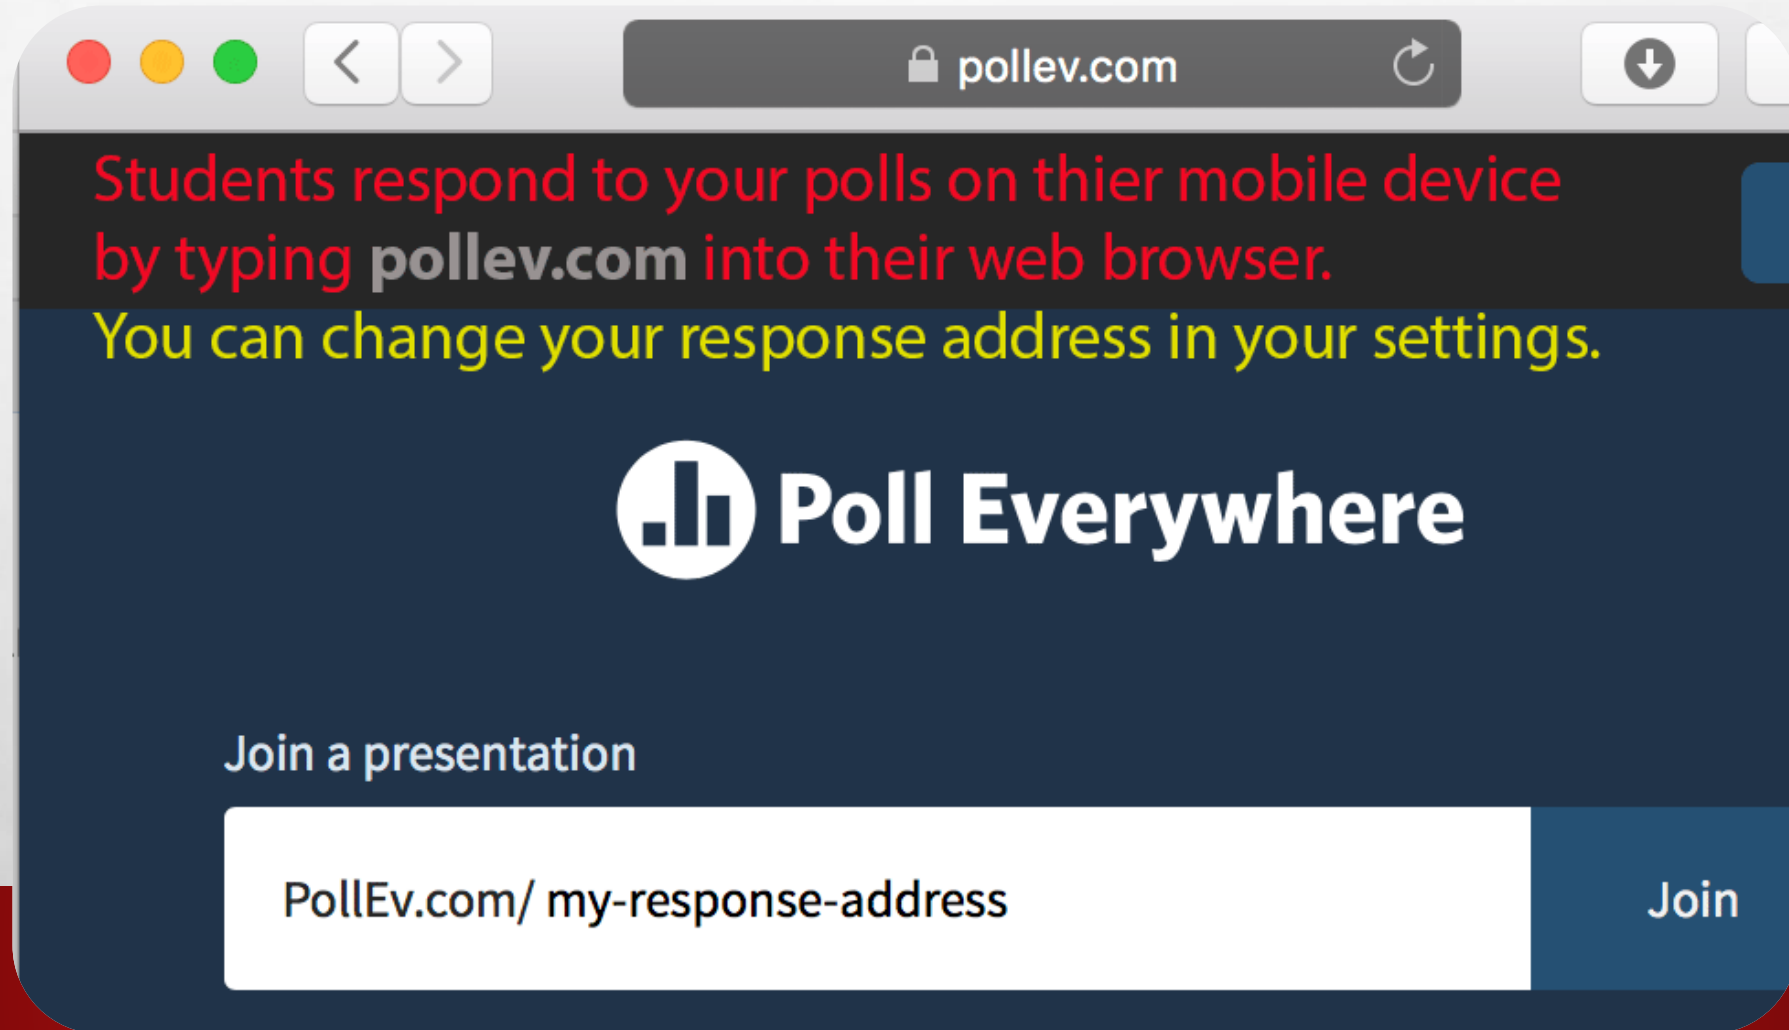 pollev.com
Students respond to your polls on thier mobile device
by typing pollev.com into their web browser.
You can change your response address in your settings.
Poll Everywhere
Join a presentation
PollEv.com/ my-response-address
Join